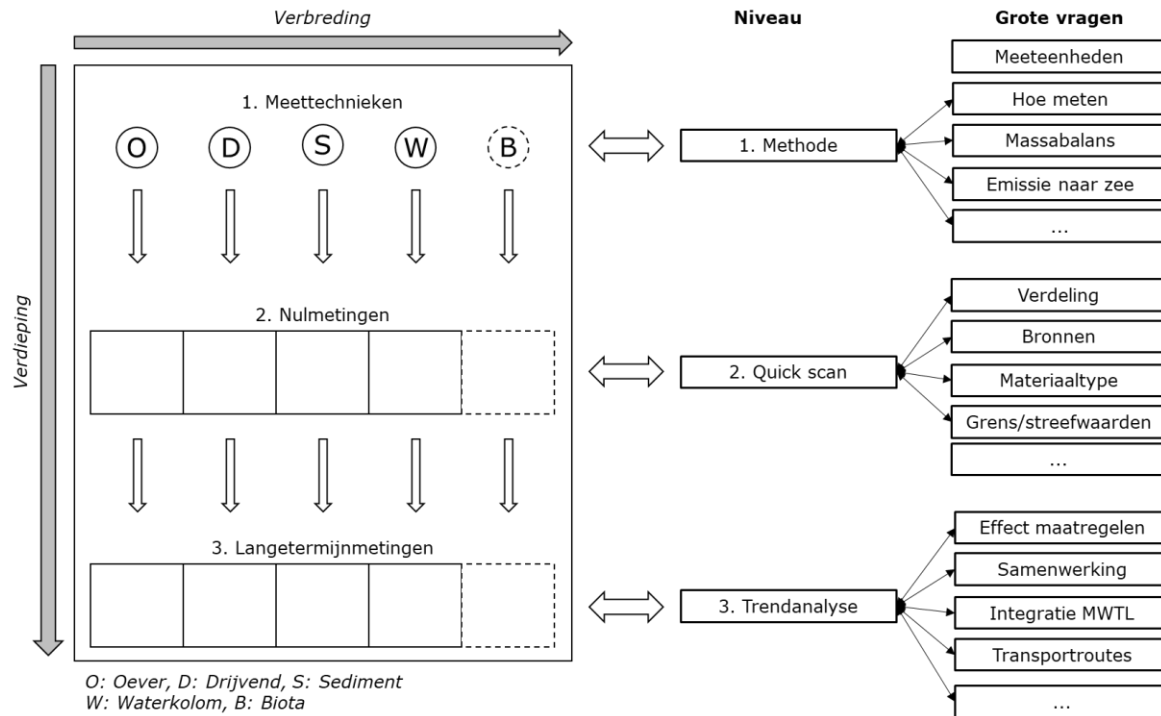 Verbreding
Niveau
Grote vragen
Verdieping
1. Meettechnieken
O
D
S
W
B
2. Nulmetingen
3. Langetermijnmetingen
O: Oever, D: Drijvend, S: Sediment
W: Waterkolom, B: Biota
1. Methode
2. Quick scan
3. Trendanalyse
Meeteenheden
Hoe meten
Massabalans
Emissie naar zee
...
Verdeling
Bronnen
Materiaaltype
Grens/streefwaarden
...
Effect maatregelen
Samenwerking
Integratie MWTL
Transportroutes
...